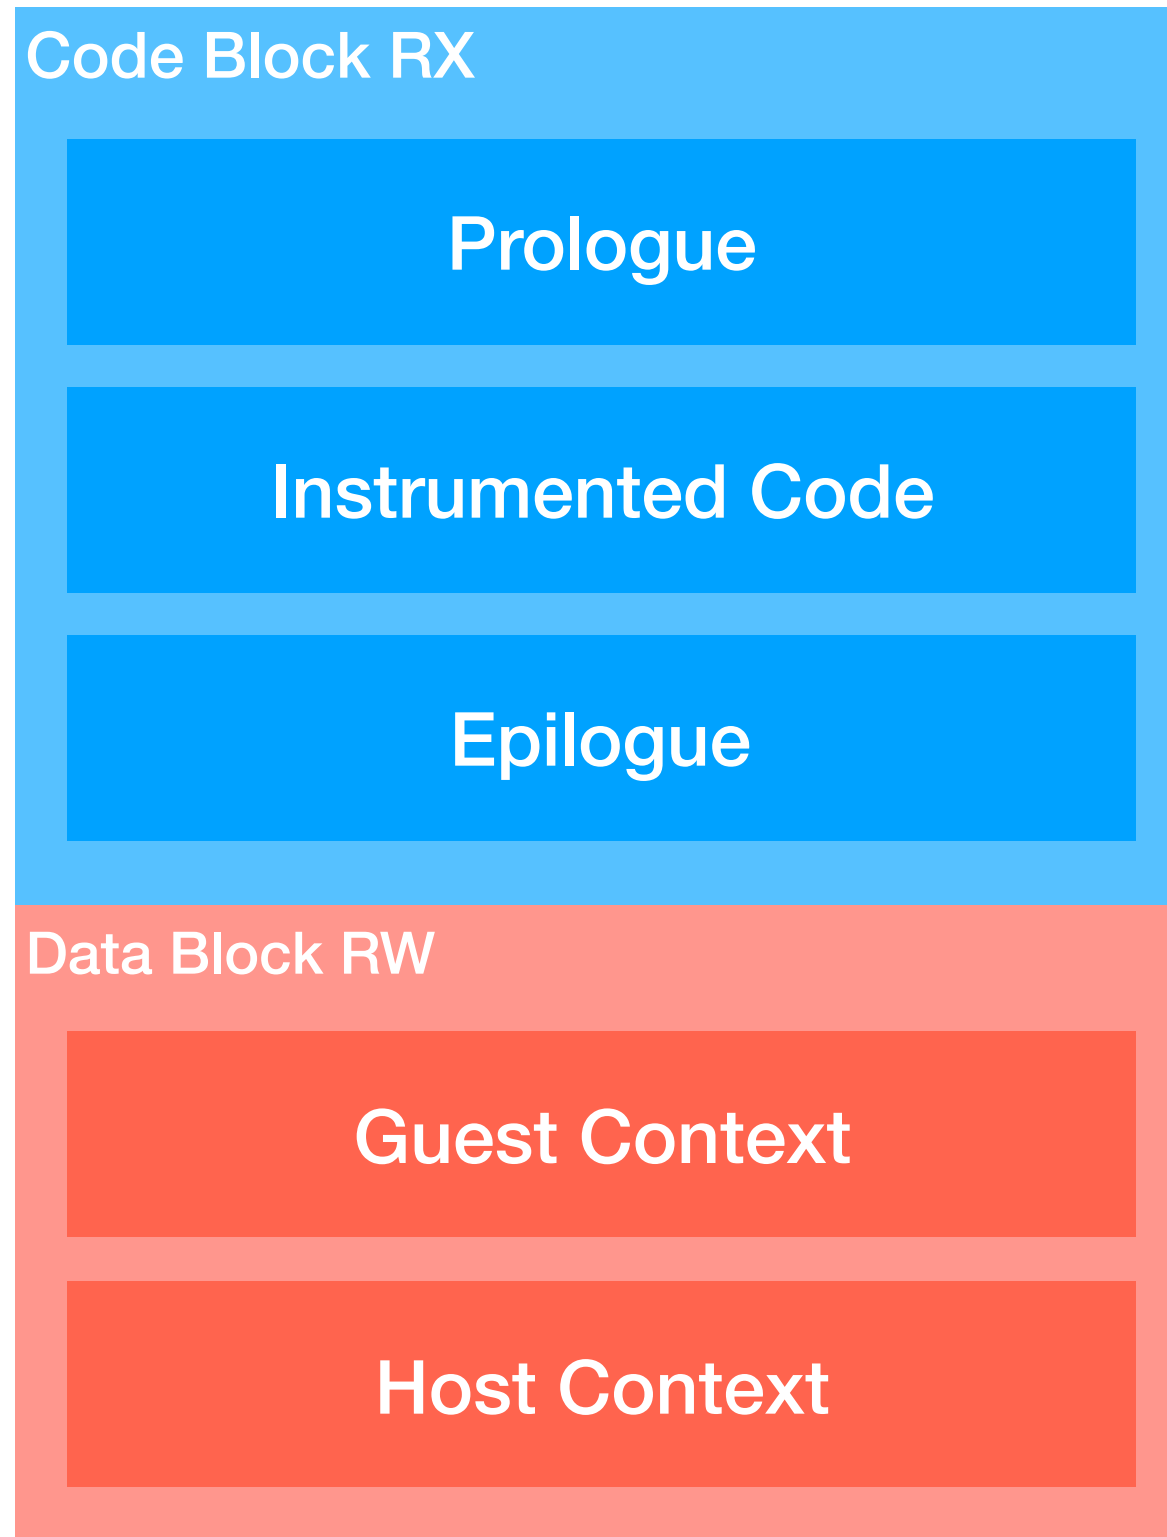 Code Block RX
Prologue
Instrumented Code
Epilogue
Data Block RW
Guest Context
Host Context